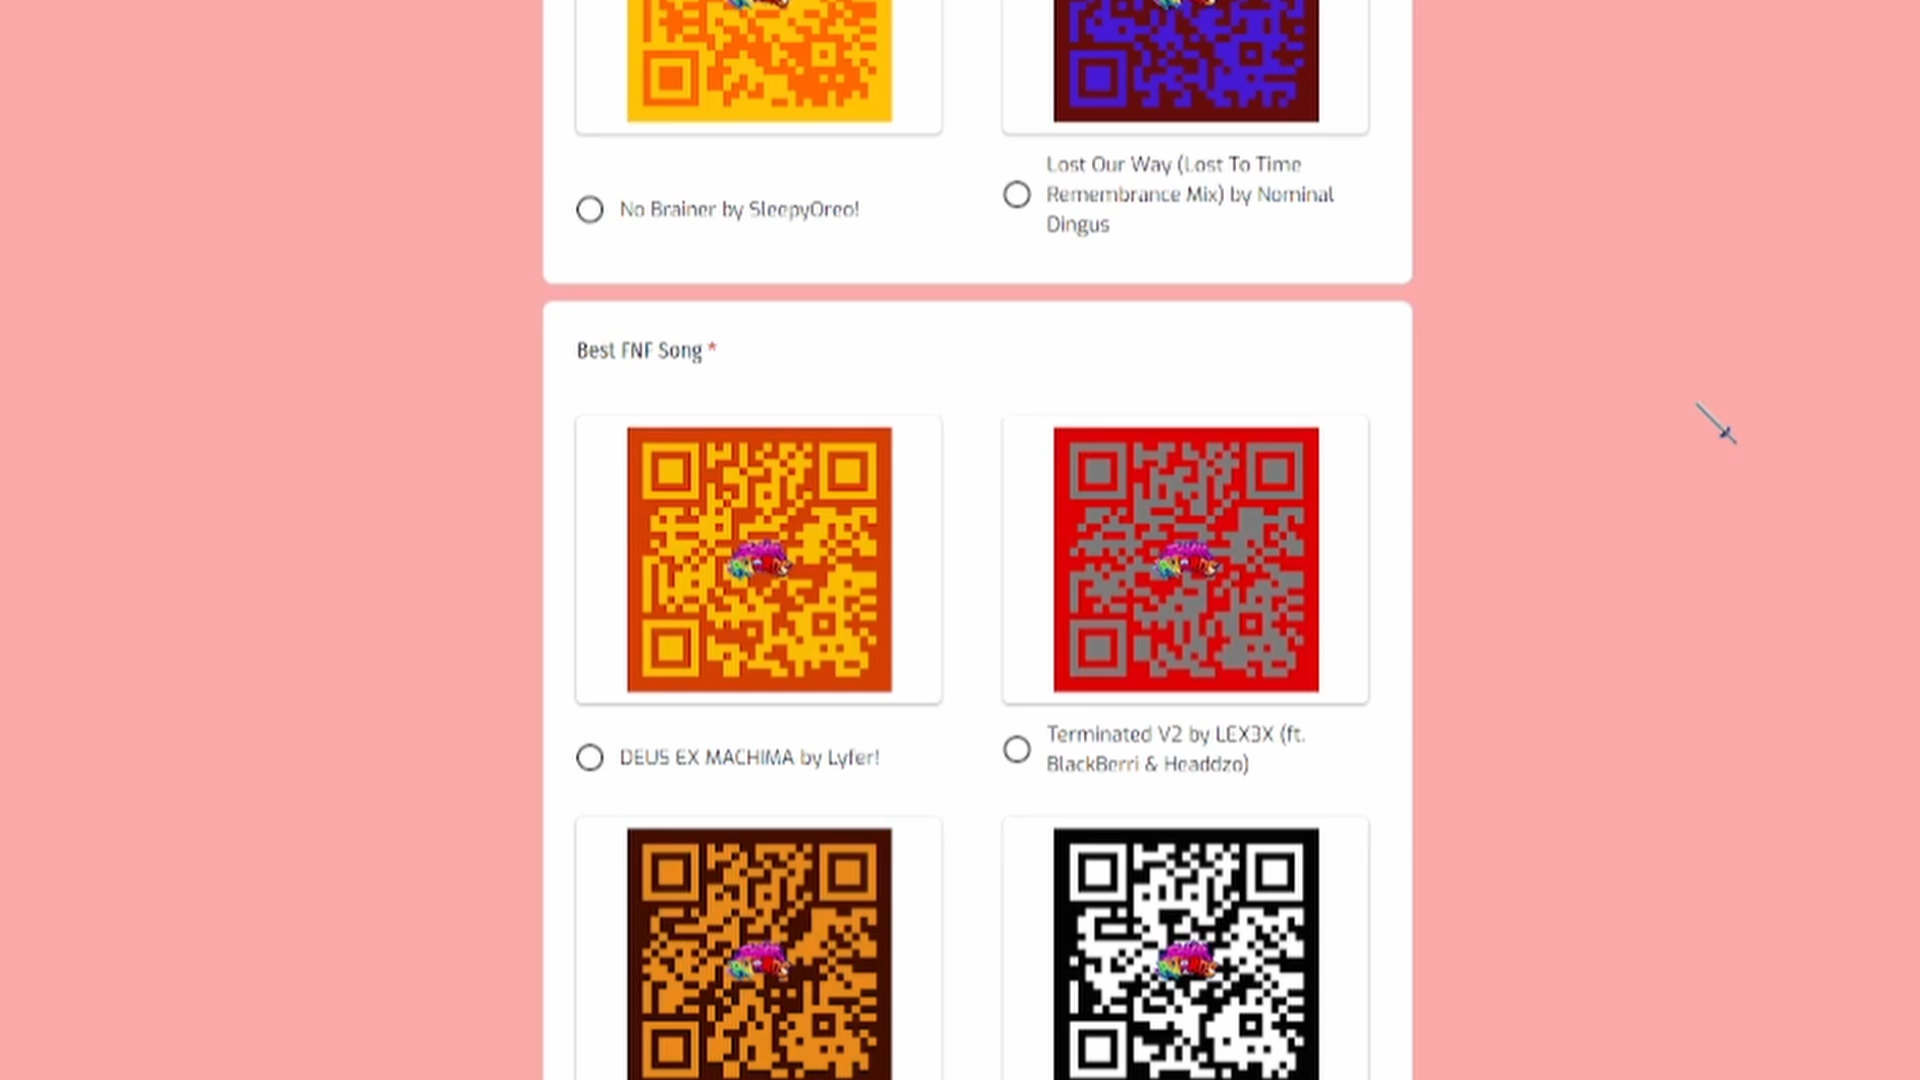 No Brainer by SleepyOreo!
Lost Our Way (Lost To Time
Remembrance Mix) by Nominal
Dingus
Best FNF Song *
DEUS EX MACHIMA by Lyfer!
Terminated V2 by LEX3X (ft.
BlackBerri & Headdzo)